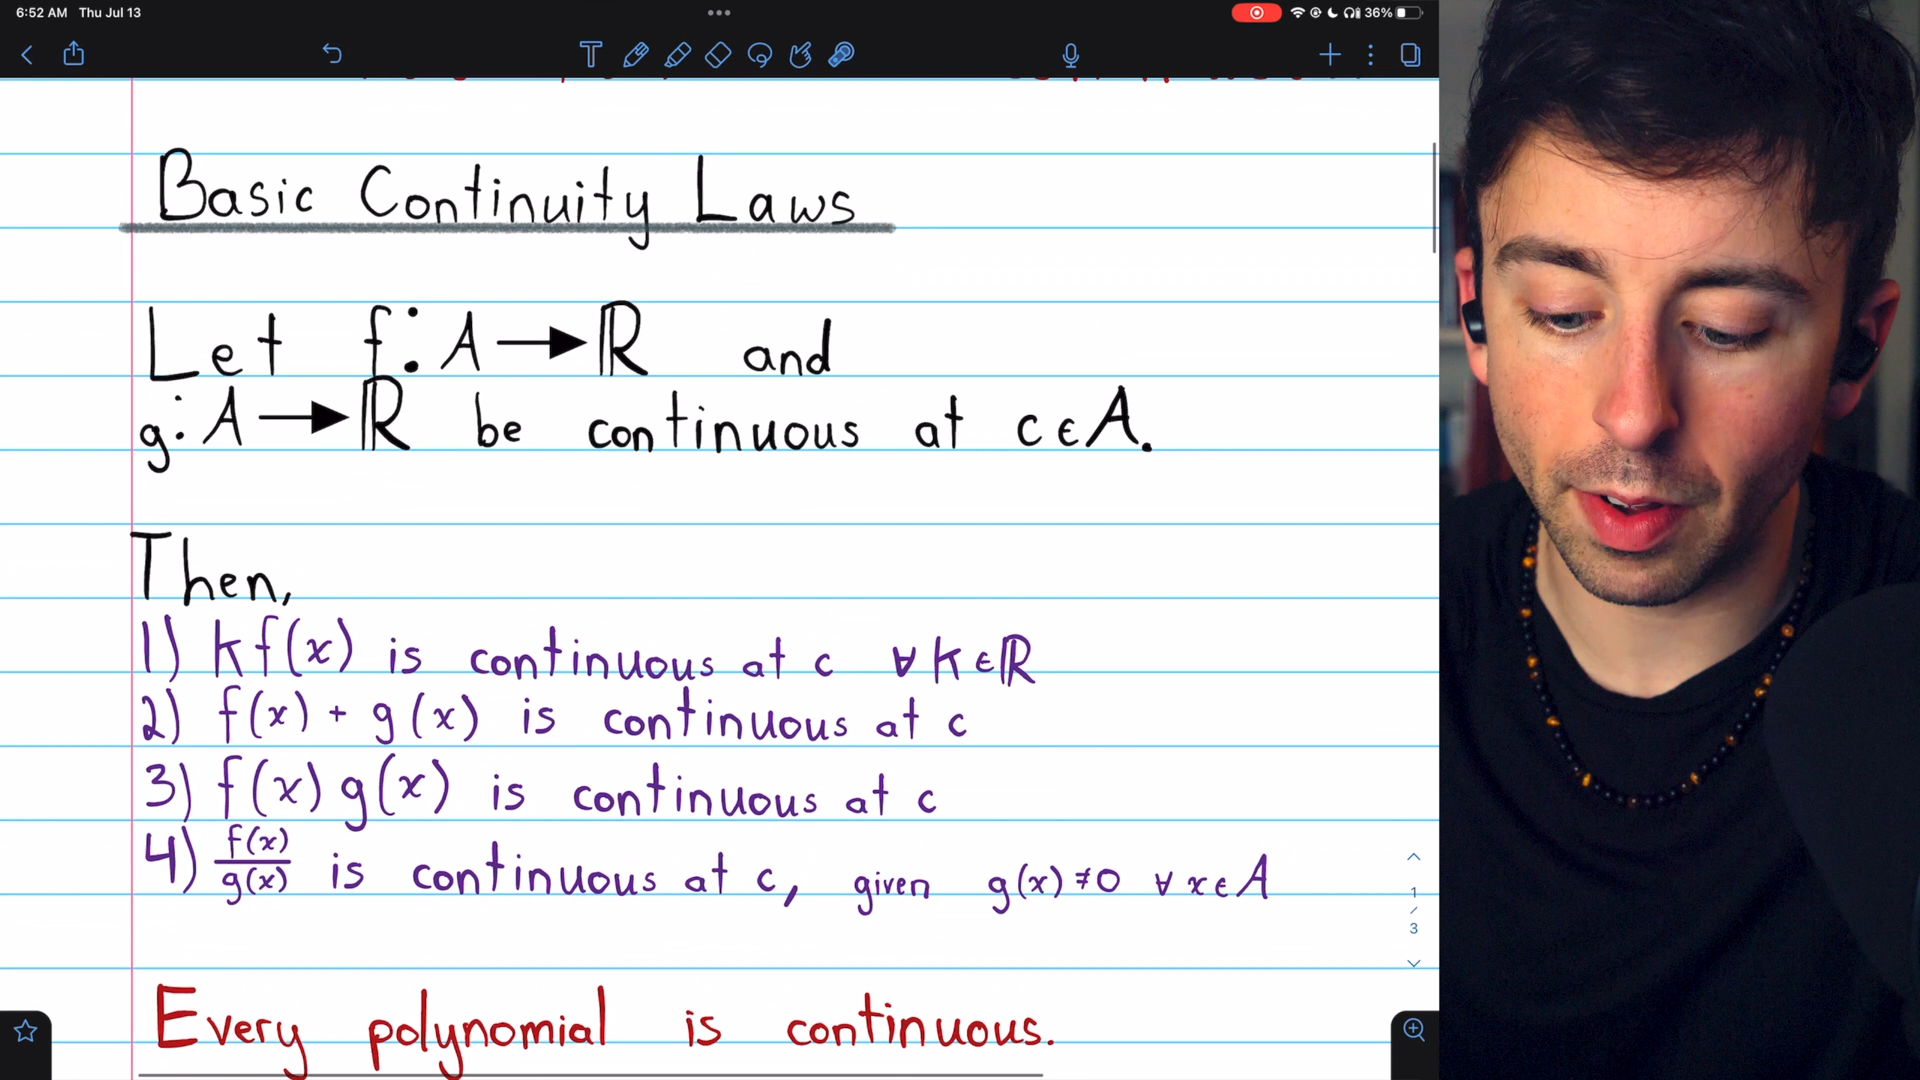 6:52 AM Thu Jul 13
36%
Basic Continuity Laws
Let f: A → ℝ and
g: A → ℝ be continuous at c ∈ A.
Then,
1) kf(x) is continuous at c ∀ k ∈ ℝ
2) f(x) + g(x) is continuous at c
3) f(x) g(x) is continuous at c
4) f(x)/g(x) is continuous at c, given g(x) ≠ 0 ∀ x ∈ A
1
/
3
Every polynomial is continuous.